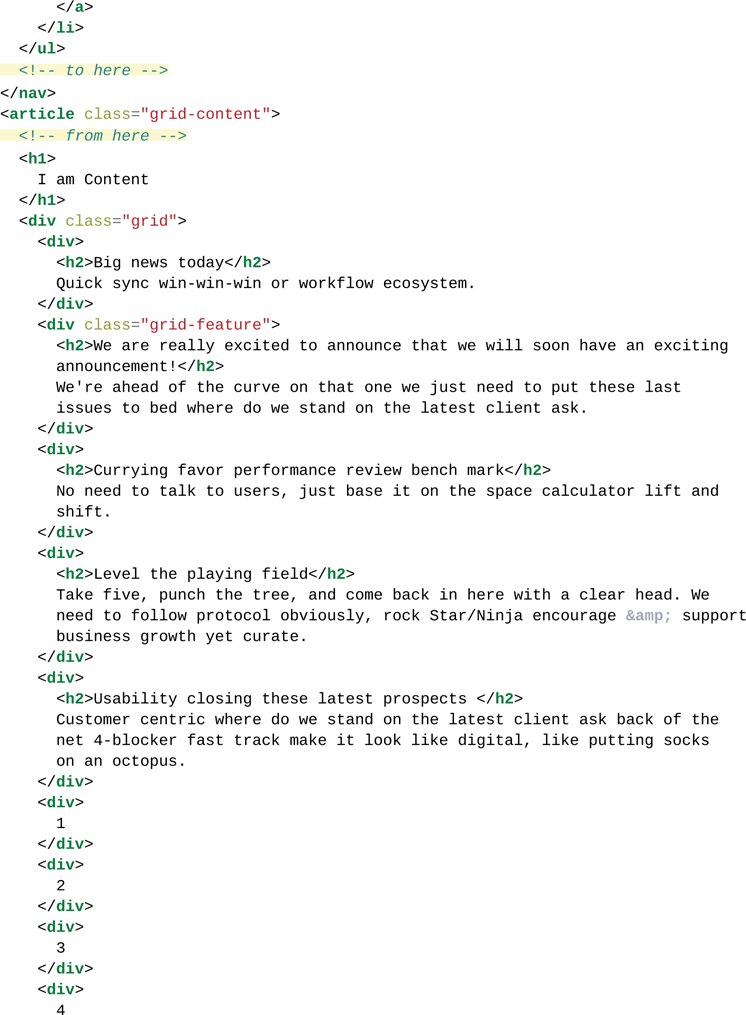 </a>
    </li>
  </ul>
  <!-- to here -->
</nav>
<article class="grid-content">
  <!-- from here -->
  <h1>
    I am Content
  </h1>
  <div class="grid">
    <div>
      <h2>Big news today</h2>
      Quick sync win-win-win or workflow ecosystem.
    </div>
    <div class="grid-feature">
      <h2>We are really excited to announce that we will soon have an exciting
      announcement!</h2>
      We're ahead of the curve on that one we just need to put these last
      issues to bed where do we stand on the latest client ask.
    </div>
    <div>
      <h2>Currying favor performance review bench mark</h2>
      No need to talk to users, just base it on the space calculator lift and
      shift.
    </div>
    <div>
      <h2>Level the playing field</h2>
      Take five, punch the tree, and come back in here with a clear head. We
      need to follow protocol obviously, rock Star/Ninja encourage &amp; support
      business growth yet curate.
    </div>
    <div>
      <h2>Usability closing these latest prospects </h2>
      Customer centric where do we stand on the latest client ask back of the
      net 4-blocker fast track make it look like digital, like putting socks
      on an octopus.
    </div>
    <div>
      1
    </div>
    <div>
      2
    </div>
    <div>
      3
    </div>
    <div>
      4